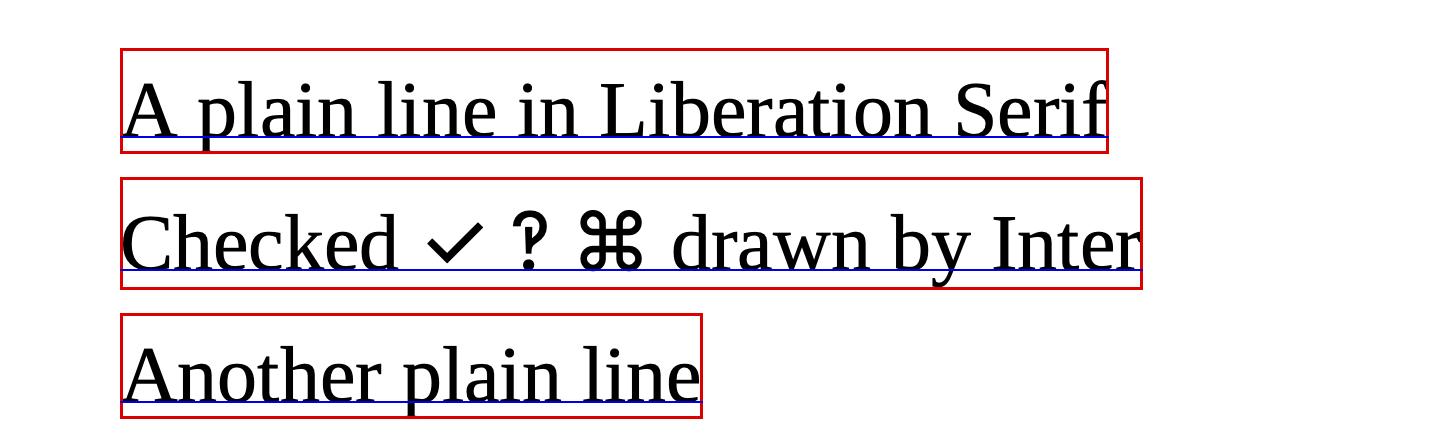 A plain line in Liberation Serif
Checked ✓ ‽ ⌘ drawn by Inter
Another plain line